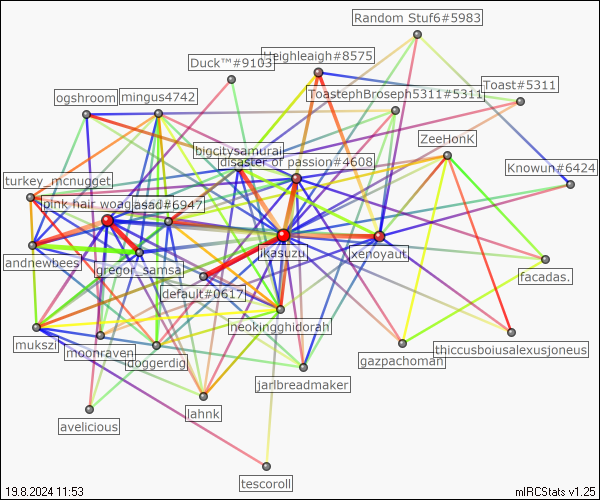 Random Stuf6#5983
Duck™#9103
Heighleaigh#8575
ogshroom
mingus4742
ToastephBroseph5311#5311
Toast#5311
ZeeHonK
bigcitysamurai
disaster of passion#4608
Knowun#6424
turkey_mcnugget
pink hair woag
asad#6947
andrewbees
gregor_samsa
ikasuzu
xenoyaut
facadas.
default#0617
neokingghidorah
mukszi
moonraven
doggerdig
gazpachoman
thiccusboiusalexusjoneus
jarlbreadmaker
avelicious
lahnk
tescoroll
19.8.2024 11:53
mIRCStats v1.25